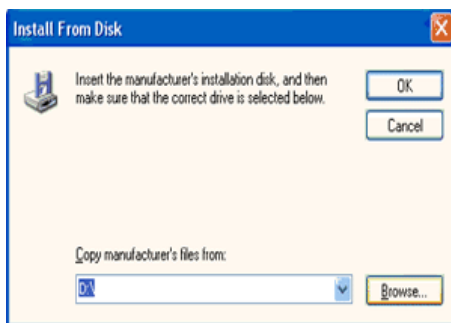 Install From Disk
Insert the manufacturer's installation disk, and then
make sure that the correct drive is selected below.
OK
Cancel
Copy manufacturer's files from:
D:\
Browse...